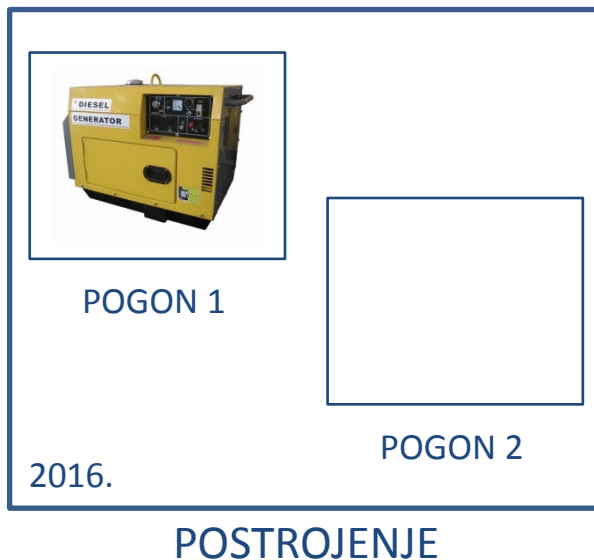 DIESEL
GENERATOR
POGON 1
POGON 2
2016.
POSTROJENJE